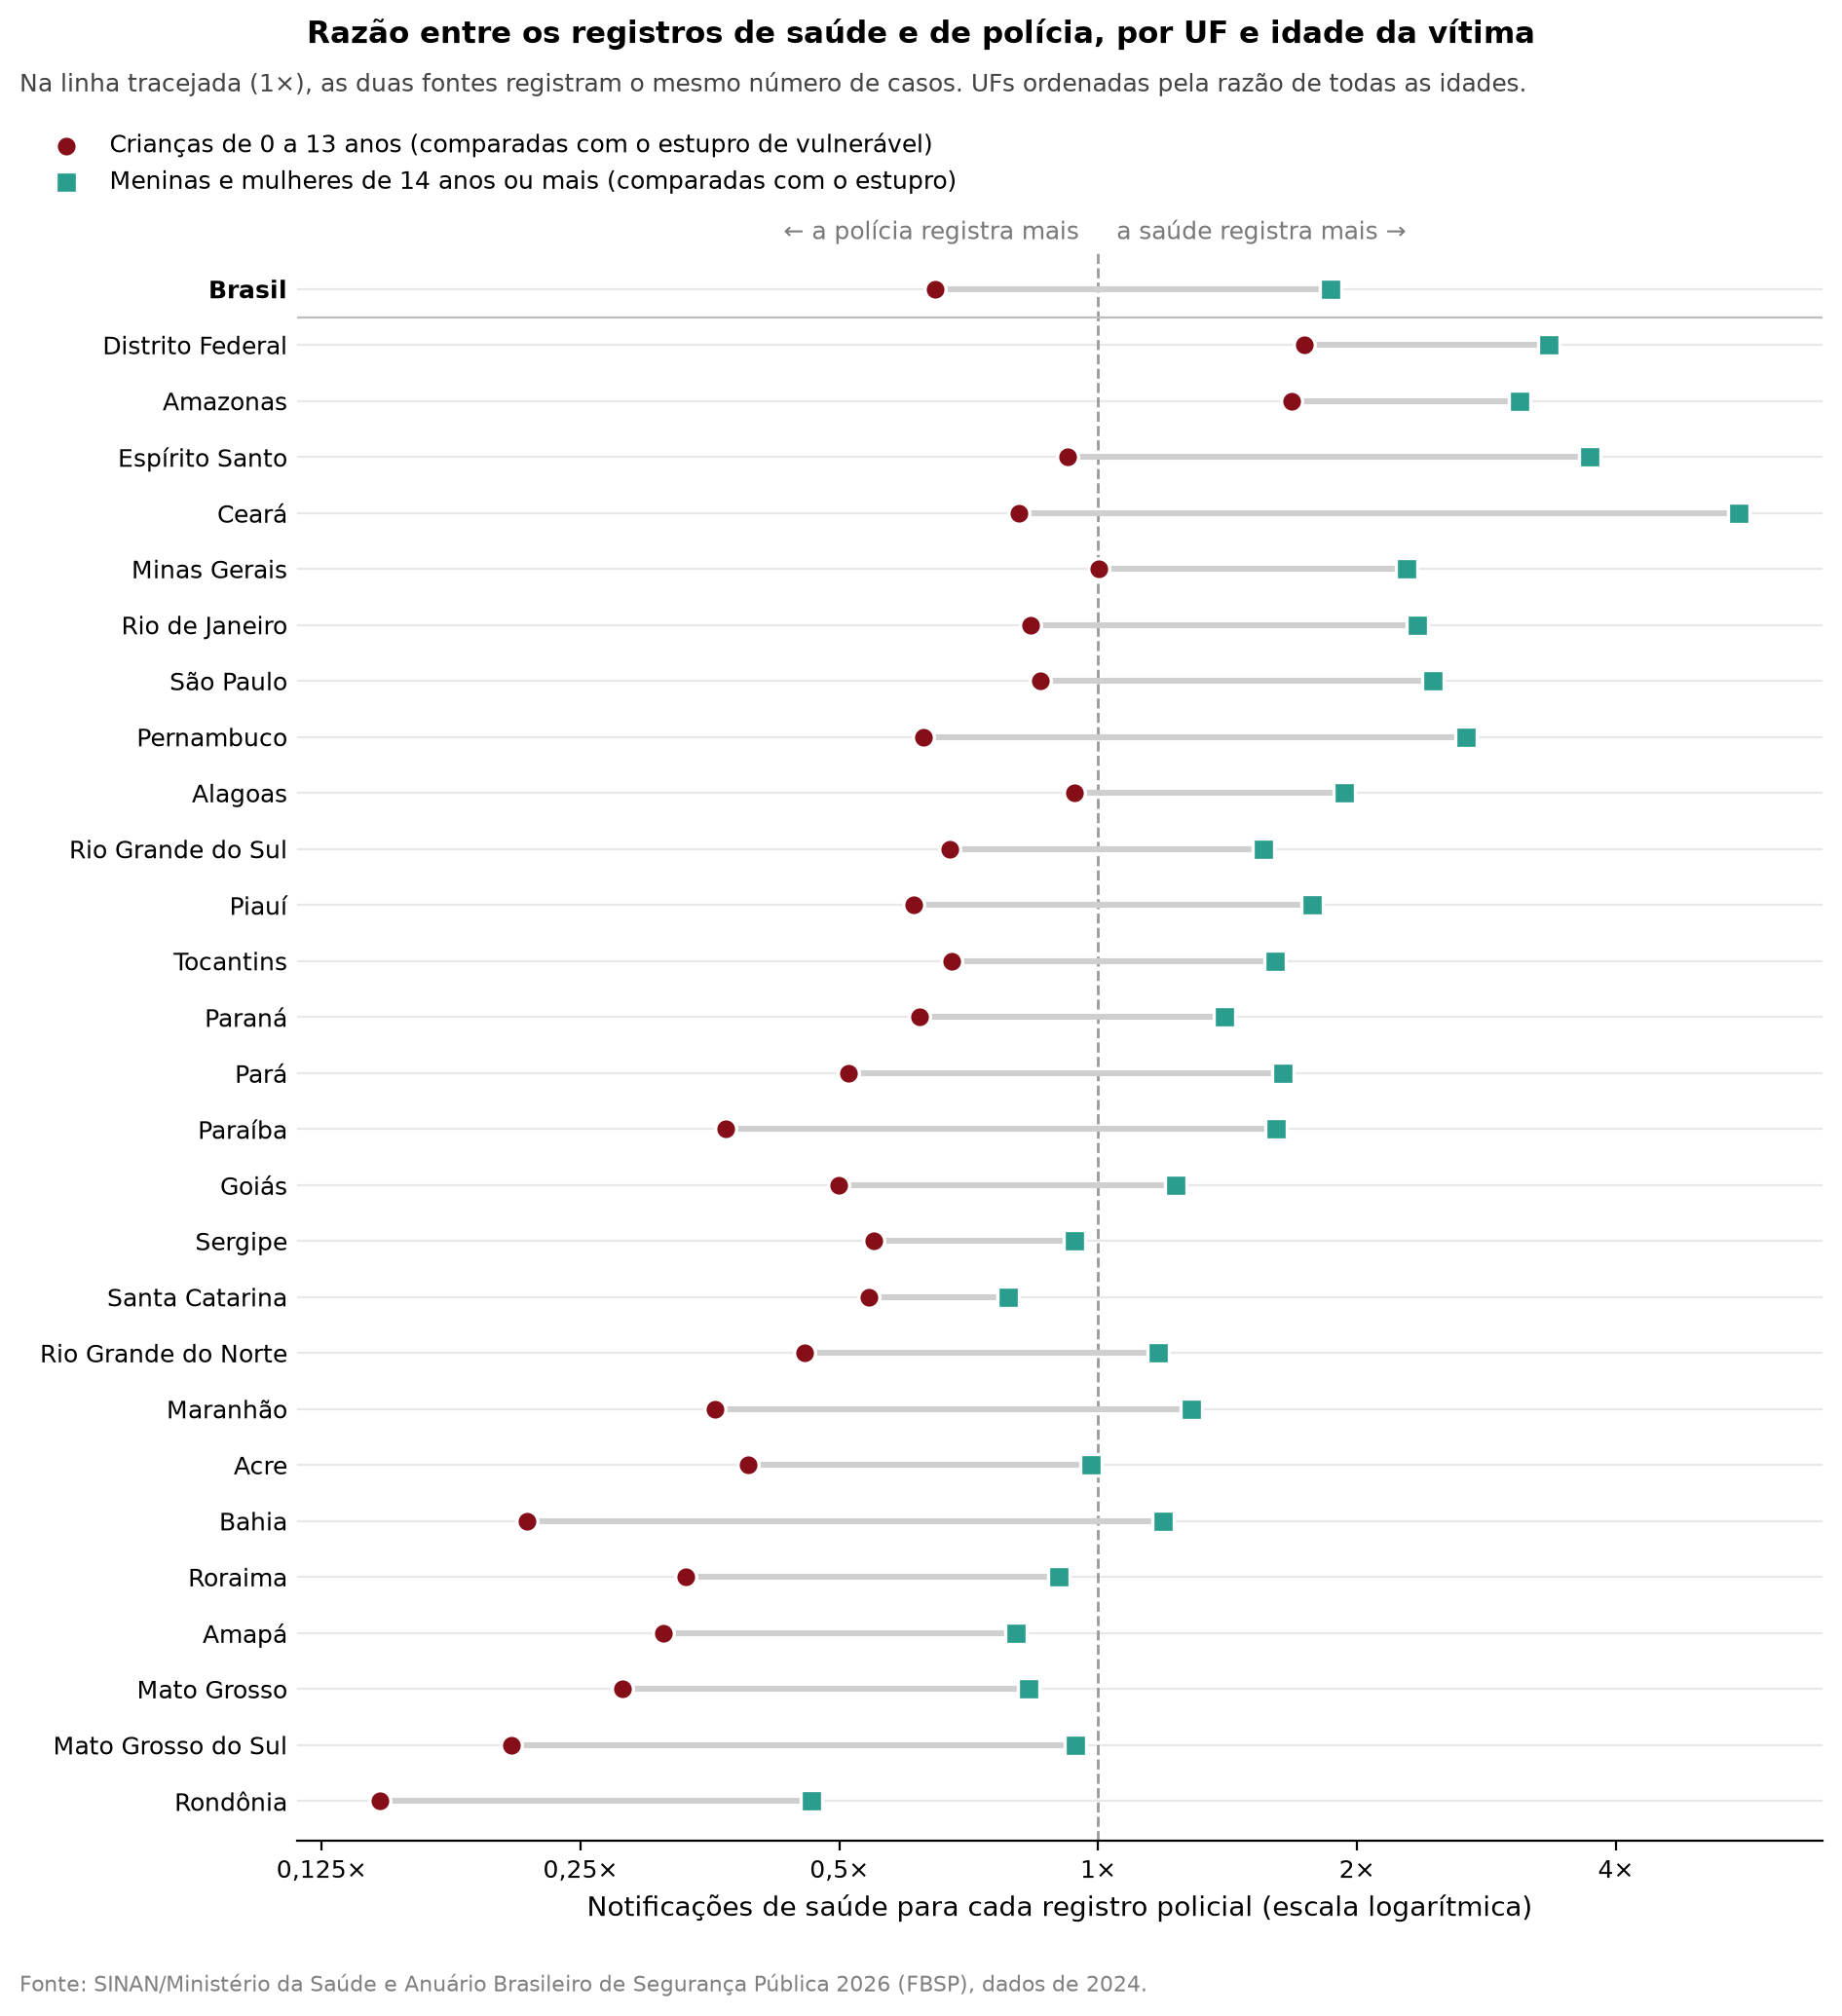 Razão entre os registros de saúde e de polícia, por UF e idade da vítima
Na linha tracejada (1×), as duas fontes registram o mesmo número de casos. UFs ordenadas pela razão de todas as idades.
Crianças de 0 a 13 anos (comparadas com o estupro de vulnerável)
Meninas e mulheres de 14 anos ou mais (comparadas com o estupro)
← a polícia registra mais a saúde registra mais →
Brasil
Distrito Federal
Amazonas
Espírito Santo
Ceará
Minas Gerais
Rio de Janeiro
São Paulo
Pernambuco
Alagoas
Rio Grande do Sul
Piauí
Tocantins
Paraná
Pará
Paraíba
Goiás
Sergipe
Santa Catarina
Rio Grande do Norte
Maranhão
Acre
Bahia
Roraima
Amapá
Mato Grosso
Mato Grosso do Sul
Rondônia
0,125× 0,25× 0,5× 1× 2× 4×
Notificações de saúde para cada registro policial (escala logarítmica)
Fonte: SINAN/Ministério da Saúde e Anuário Brasileiro de Segurança Pública 2026 (FBSP), dados de 2024.